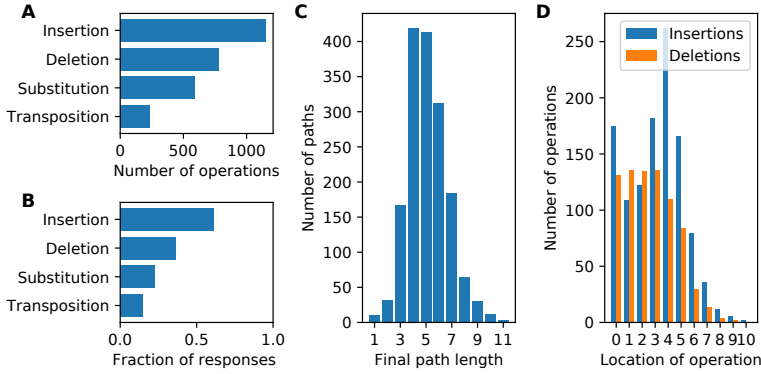 A
Insertion
Deletion
Substitution
Transposition
0 500 1000
Number of operations
B
Insertion
Deletion
Substitution
Transposition
0.0 0.5 1.0
Fraction of responses
C
Number of paths
400
350
300
250
200
150
100
50
0
1 3 5 7 9 11
Final path length
D
Insertions
Deletions
Number of operations
250
200
150
100
50
0
0 1 2 3 4 5 6 7 8 9 10
Location of operation